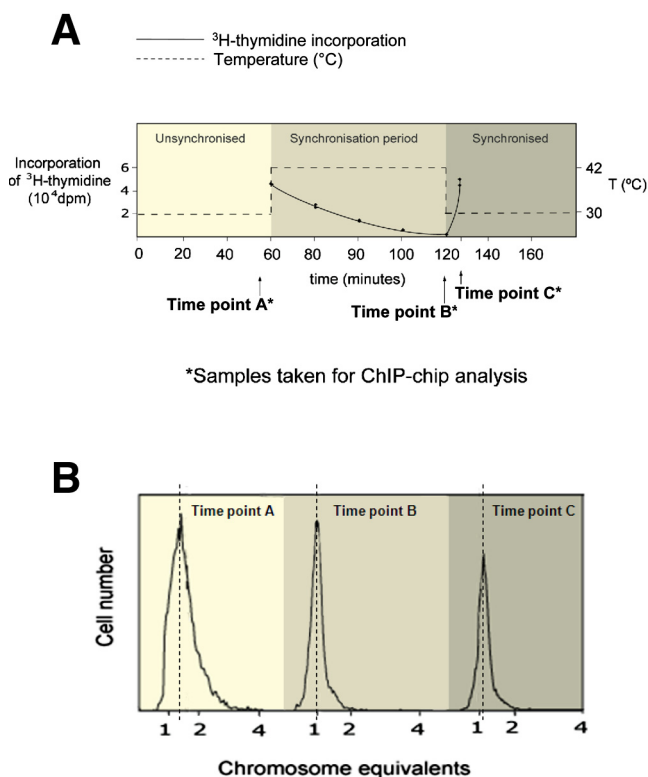 A
³H-thymidine incorporation
Temperature (°C)
Unsynchronised Synchronisation period Synchronised
Incorporation
of ³H-thymidine
(10⁴dpm)
6
4
2
42
30
T (ºC)
0 20 40 60 80 90 100 120 120 140 160
time (minutes)
Time point A* Time point B* Time point C*
*Samples taken for ChIP-chip analysis
B
Time point A Time point B Time point C
Cell number
1 2 4 1 2 4 1 2 4
Chromosome equivalents